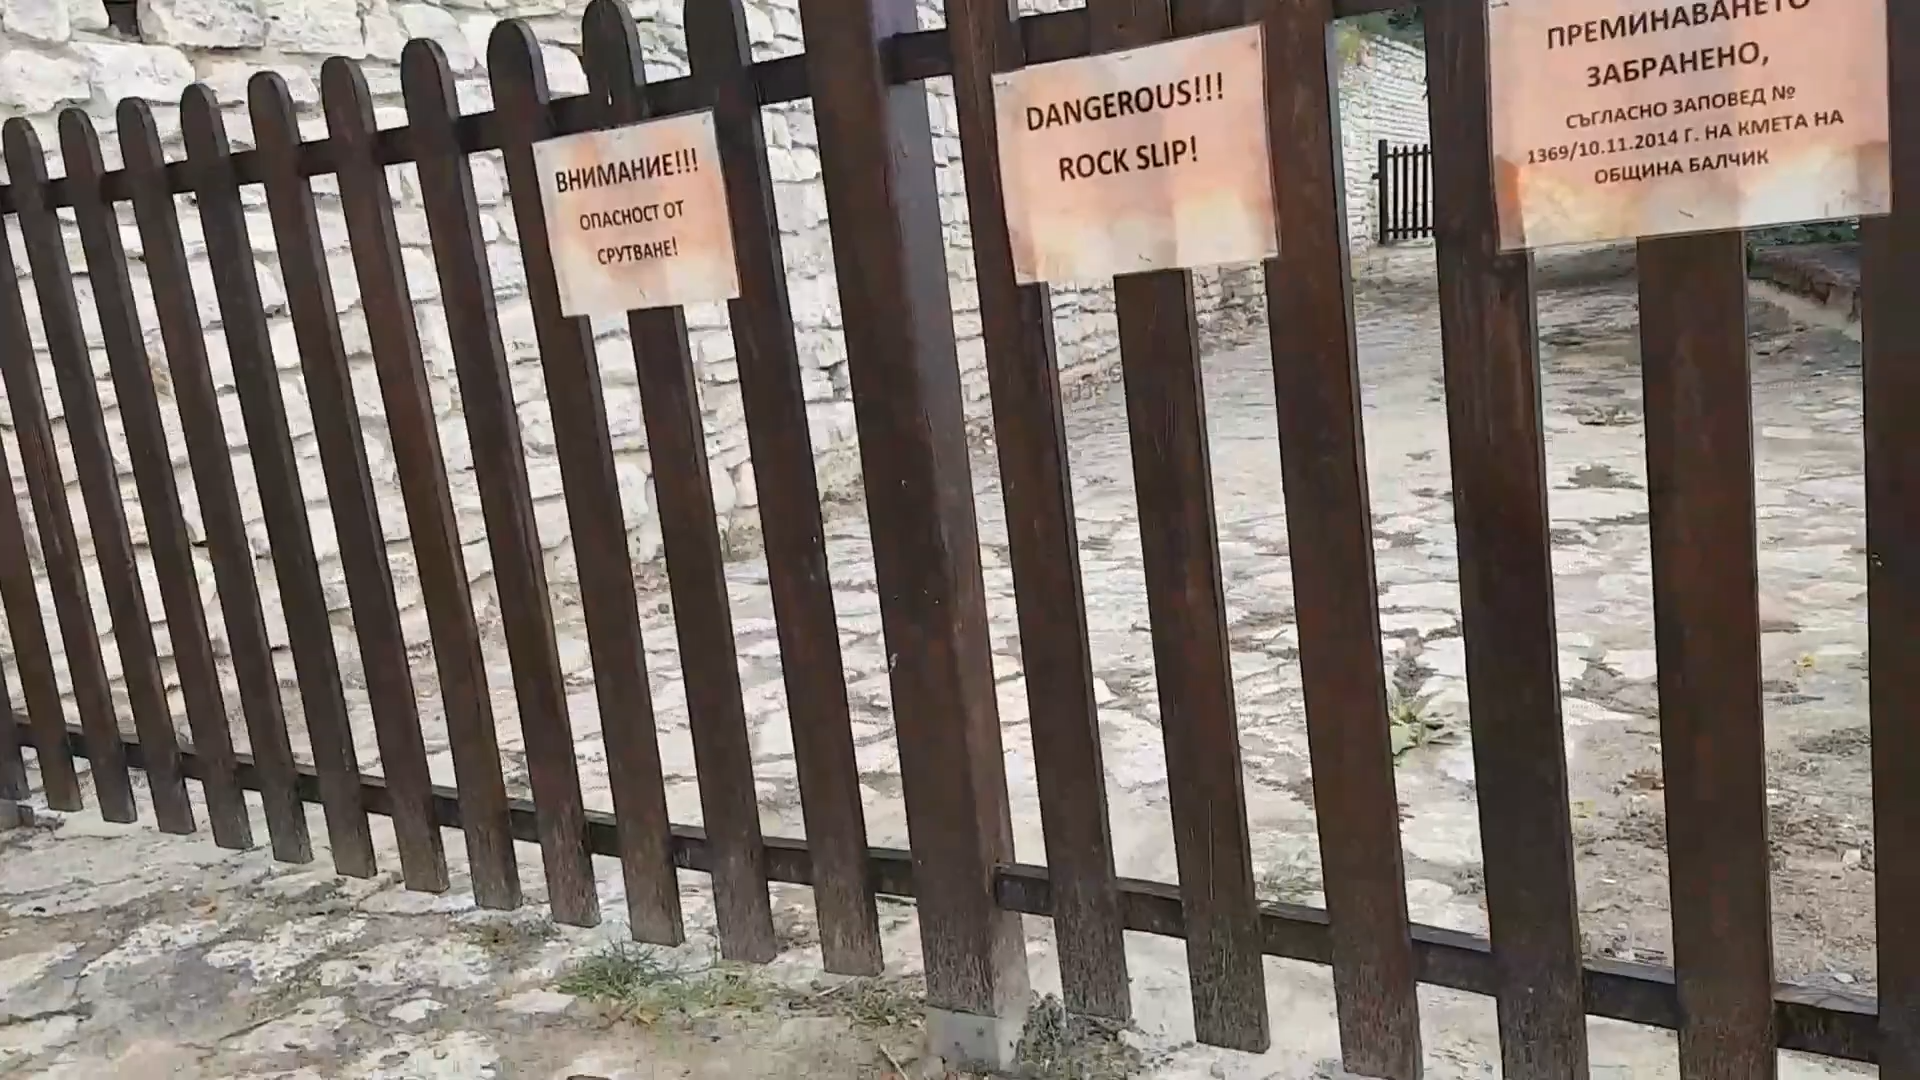 ВНИМАНИЕ!!!
ОПАСНОСТ ОТ
СРУТВАНЕ!
DANGEROUS!!!
ROCK SLIP!
ПРЕМИНАВАНЕТО
ЗАБРАНЕНО,
СЪГЛАСНО ЗАПОВЕД №
1369/10.11.2014 Г. НА КМЕТА НА
ОБЩИНА БАЛЧИК